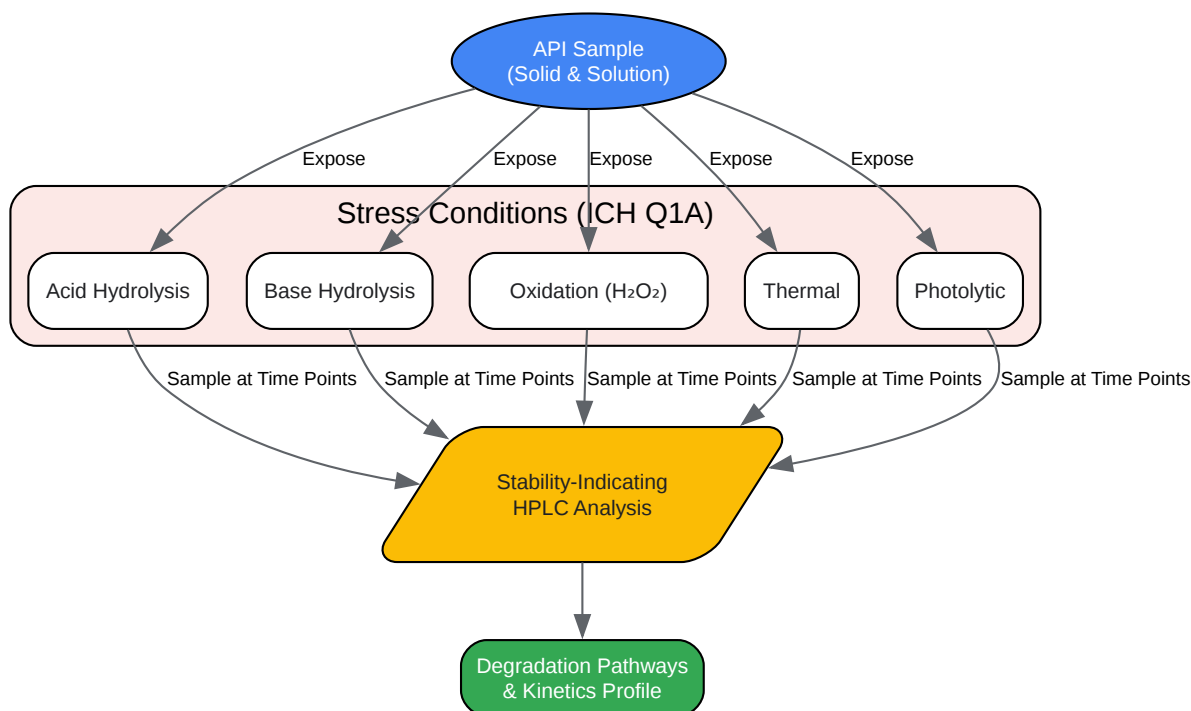 API Sample
(Solid & Solution)
Expose
Expose
Expose
Expose
Expose
Stress Conditions (ICH Q1A)
Acid Hydrolysis
Base Hydrolysis
Oxidation (H₂O₂)
Thermal
Photolytic
Sample at Time Points
Sample at Time Points
Sample at Time Points
Sample at Time Points
Sample at Time Points
Stability-Indicating
HPLC Analysis
Degradation Pathways
& Kinetics Profile